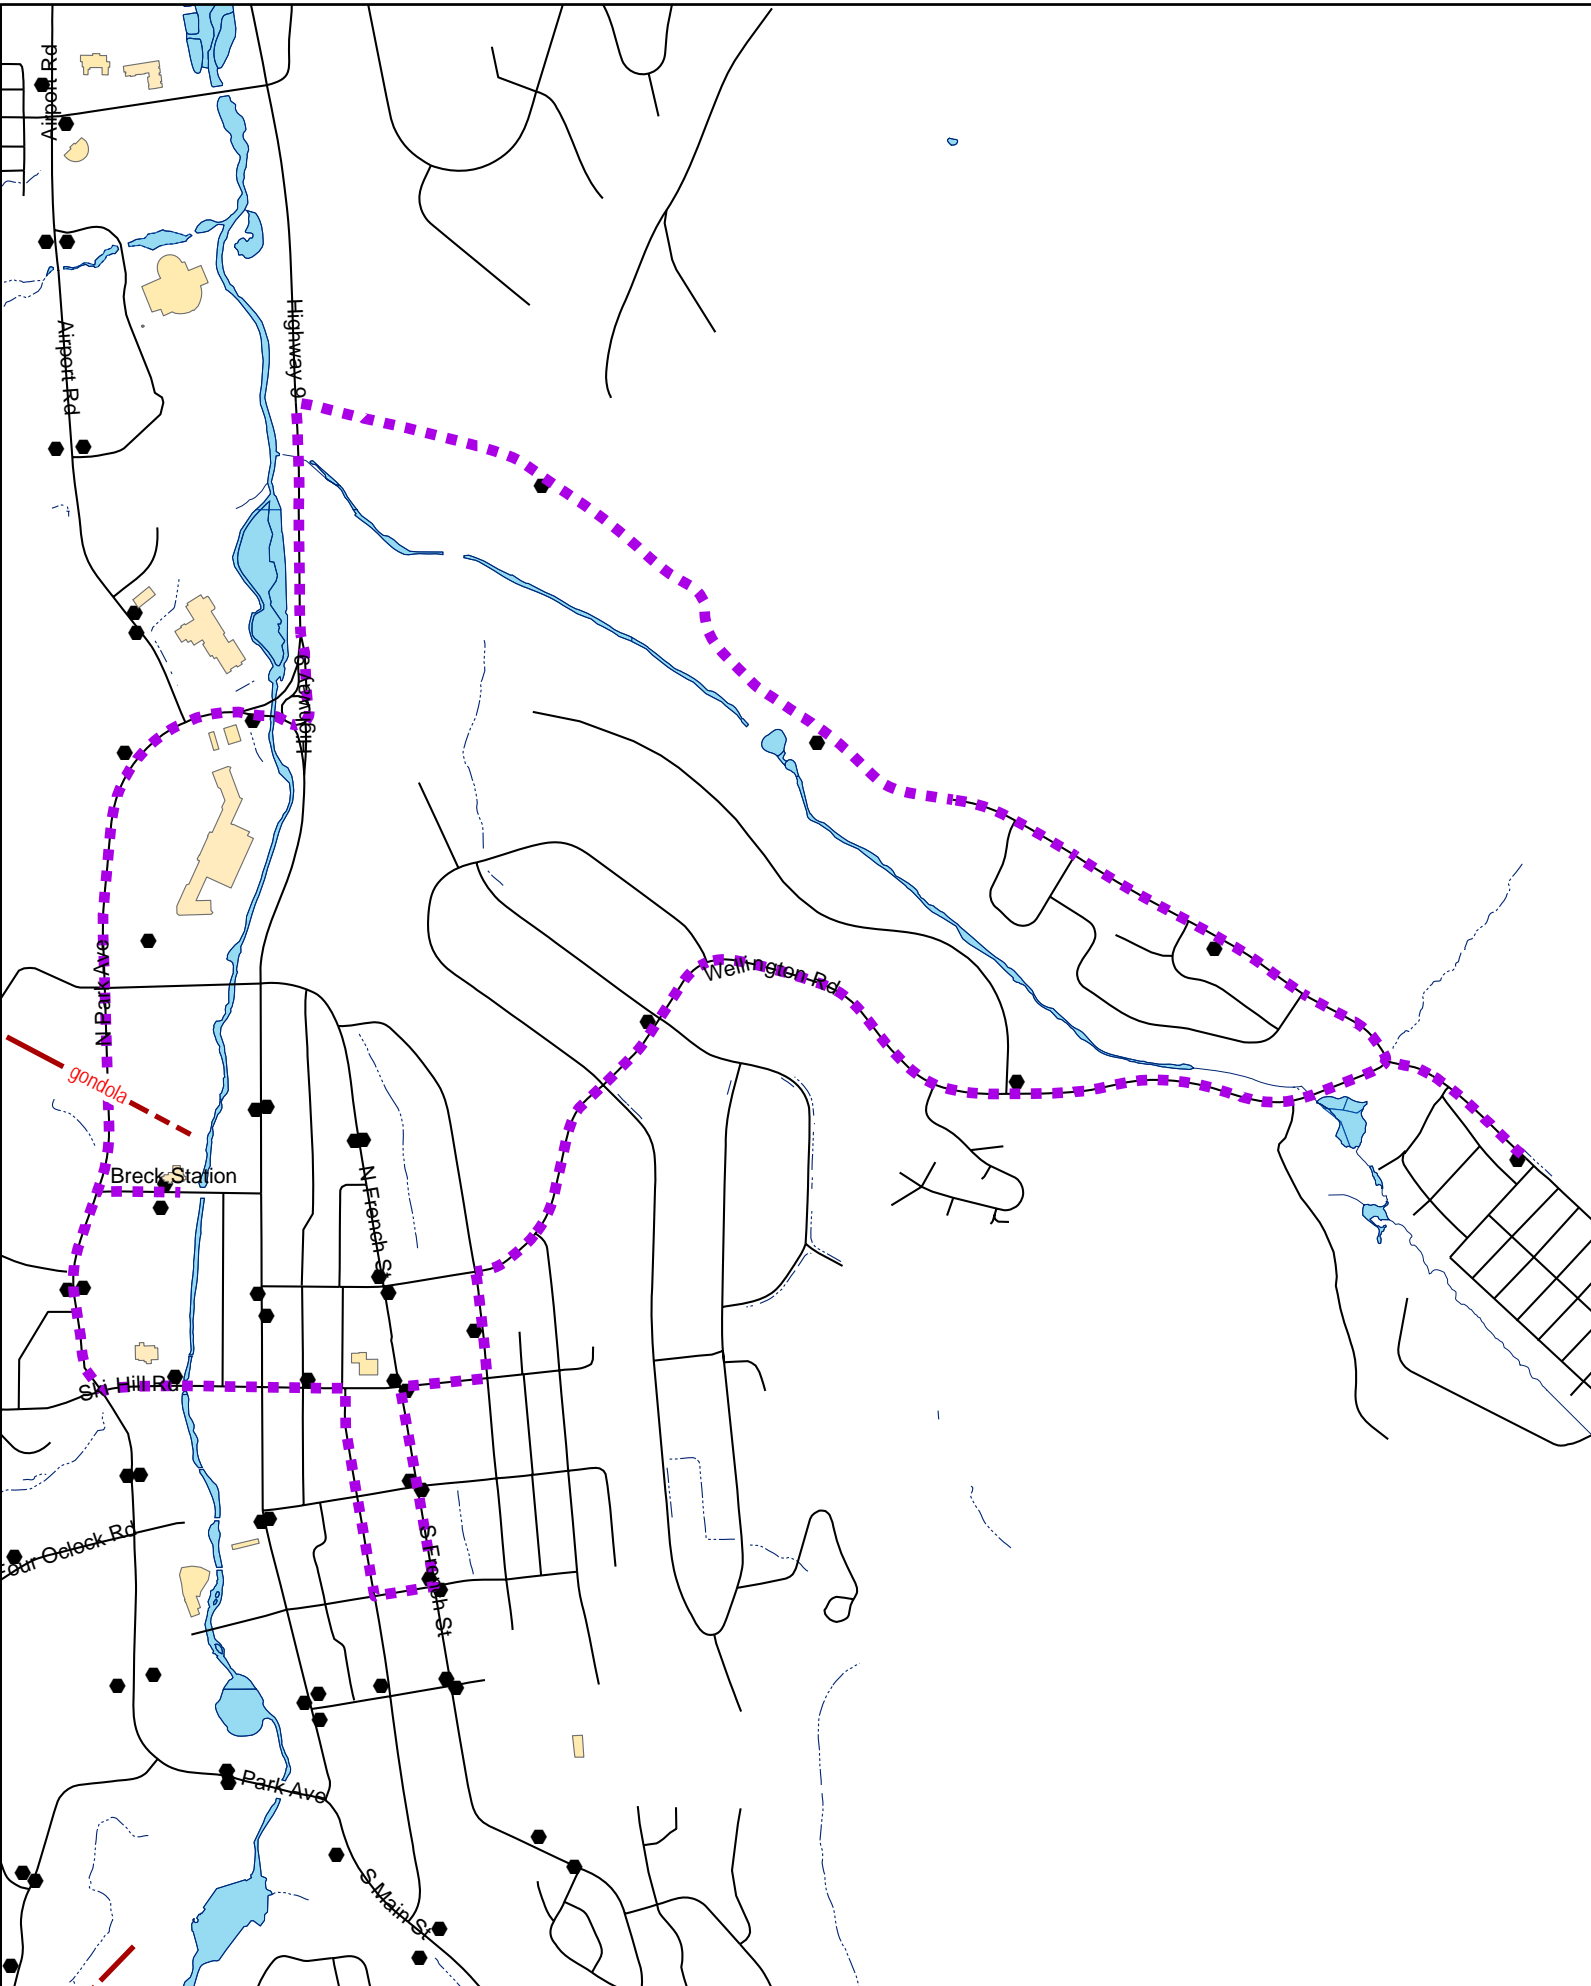 Airport Rd
Highway 9
Airport Rd
Highway 9
N Park Ave
Wellington Rd
gondola
Breck Station
N French St
Ski Hill Rd
Four Oclock Rd
S French St
Park Ave
S Main St